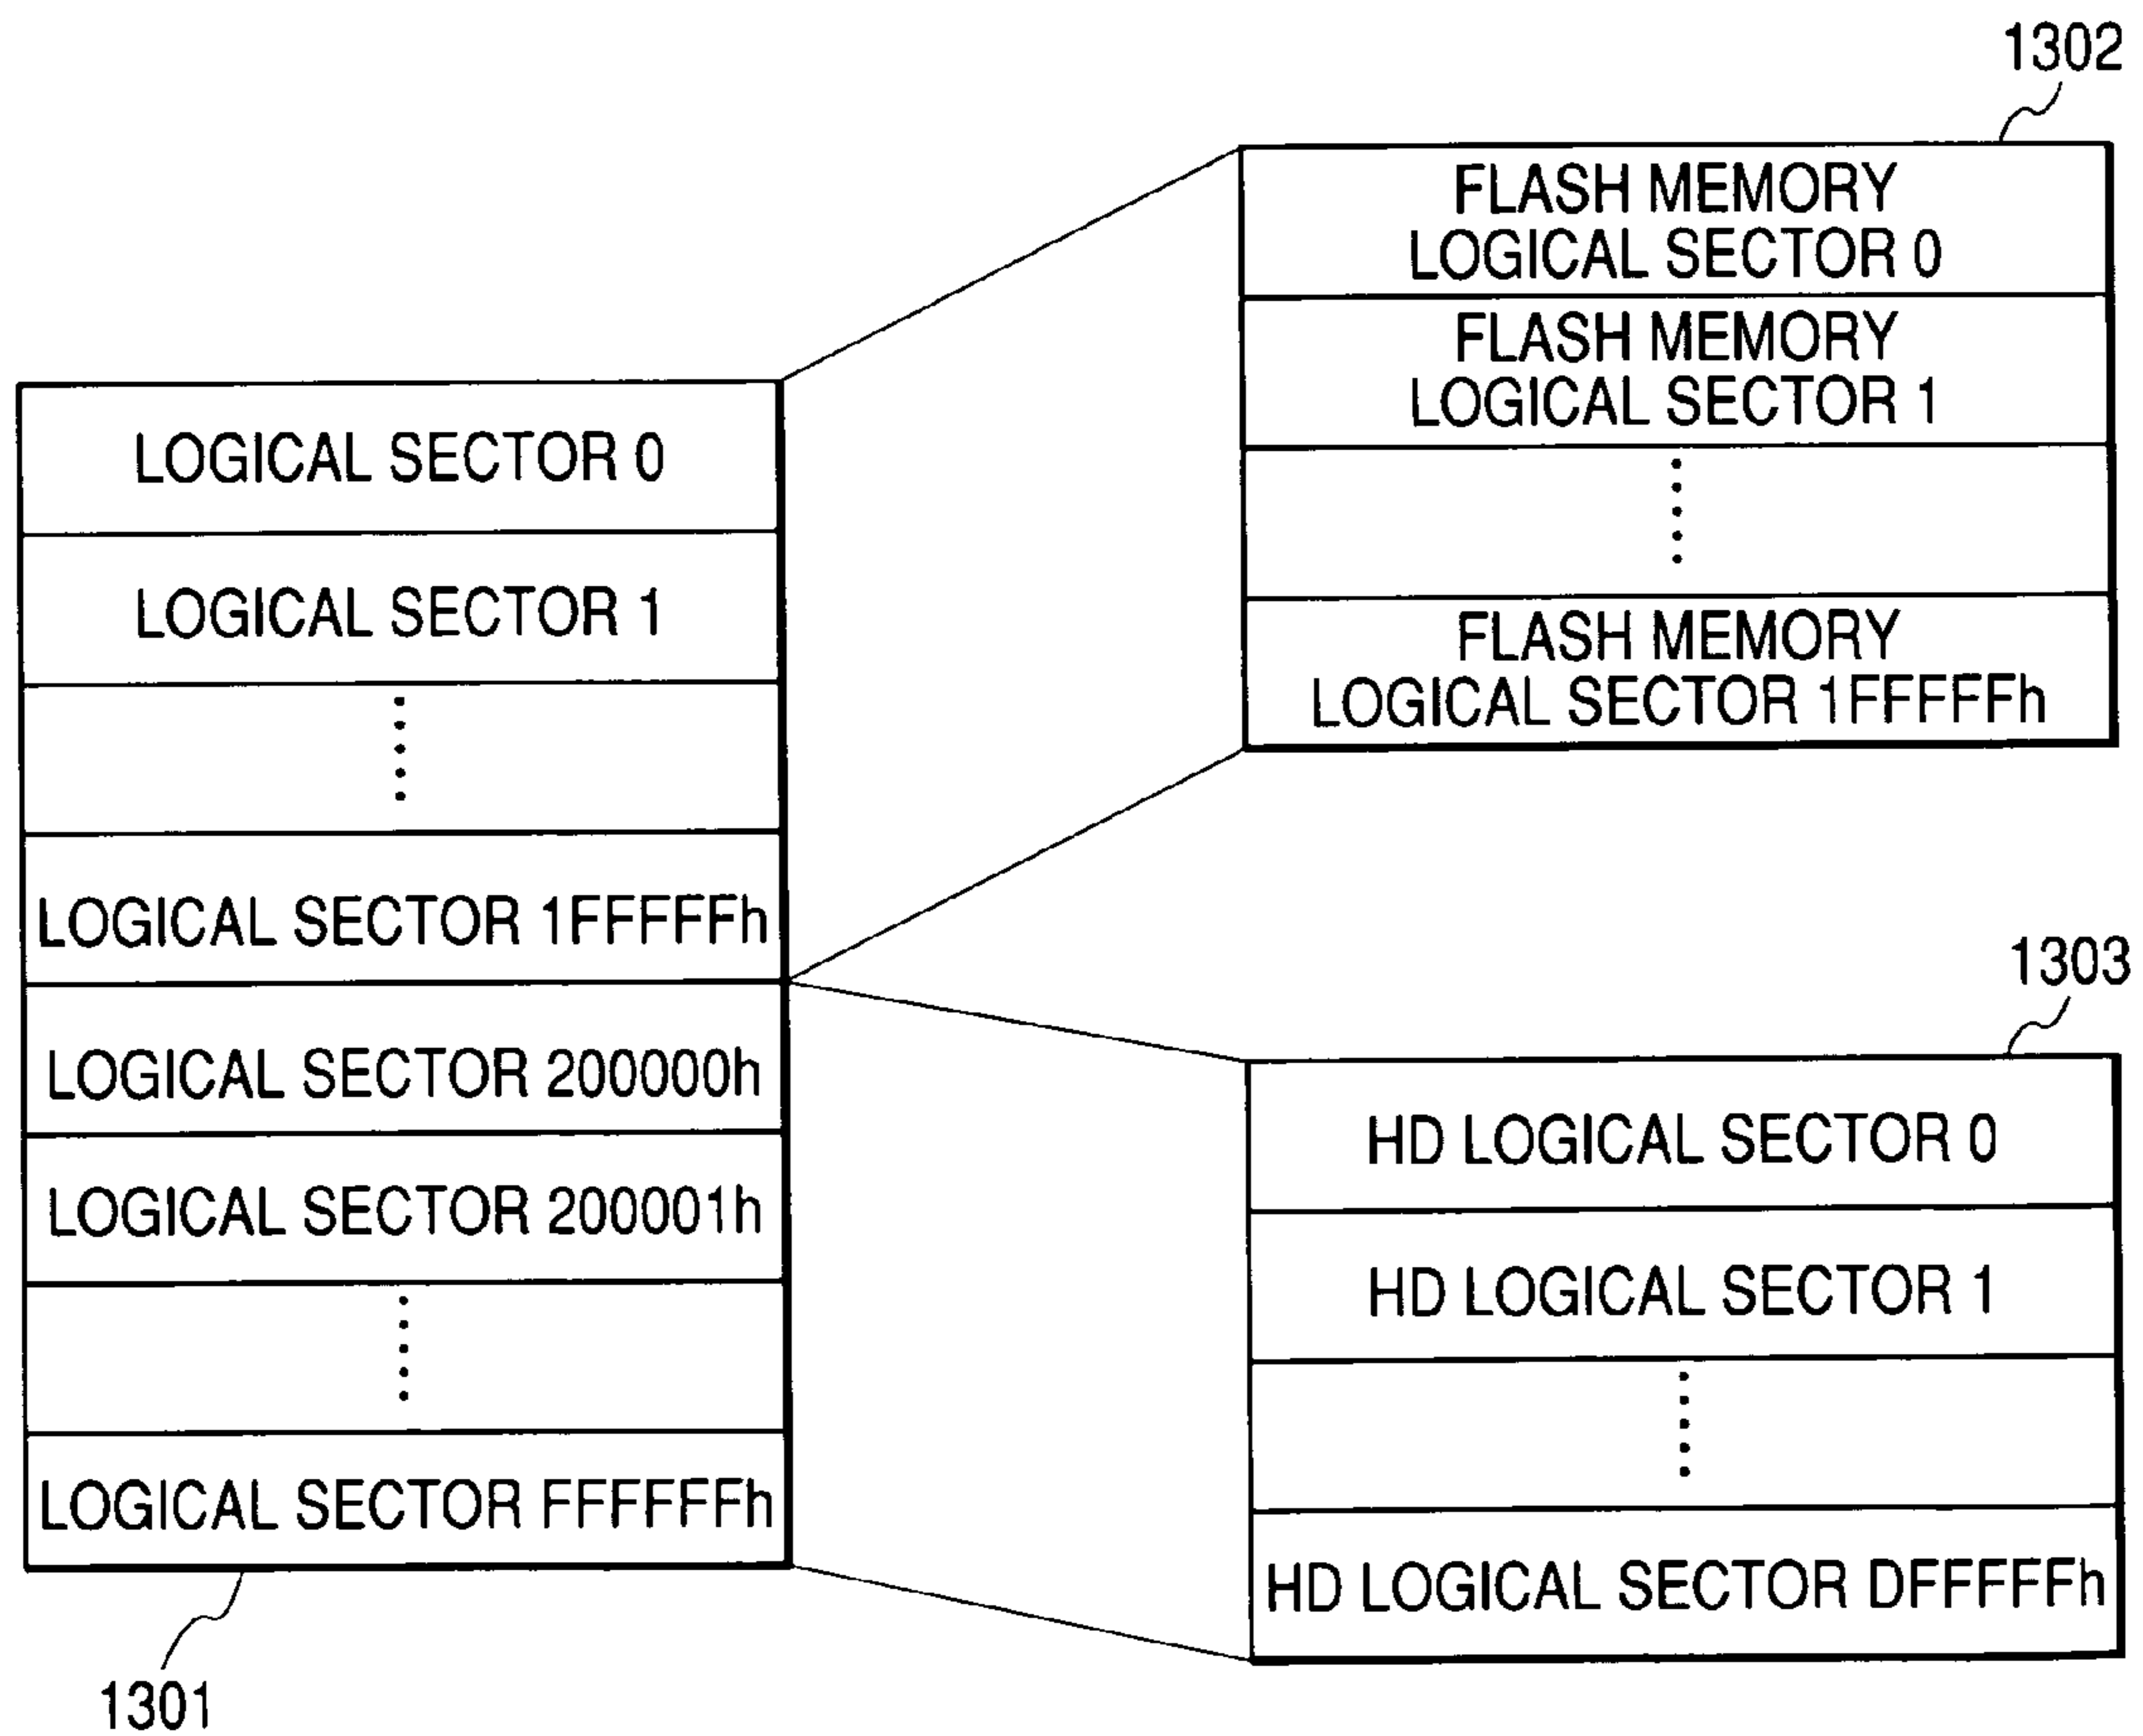 1302
FLASH MEMORY
LOGICAL SECTOR 0
FLASH MEMORY
LOGICAL SECTOR 1
FLASH MEMORY
LOGICAL SECTOR 1FFFFFh
LOGICAL SECTOR 0
LOGICAL SECTOR 1
LOGICAL SECTOR 1FFFFFh
LOGICAL SECTOR 200000h
LOGICAL SECTOR 200001h
LOGICAL SECTOR FFFFFFh
1301
1303
HD LOGICAL SECTOR 0
HD LOGICAL SECTOR 1
HD LOGICAL SECTOR DFFFFFh